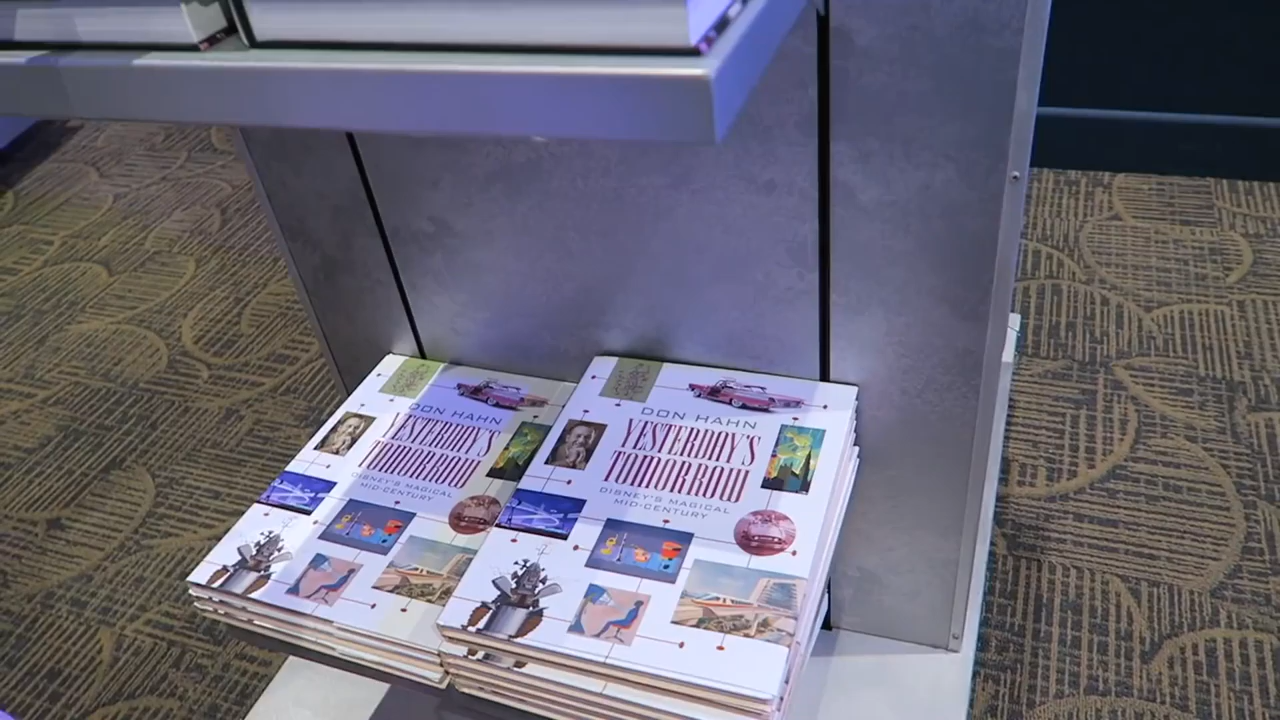 DON HAHN
YESTERDAY'S
TOMORROW
DISNEY'S MAGICAL
MID-CENTURY
DON HAHN
YESTERDAY'S
TOMORROW
DISNEY'S MAGICAL
MID-CENTURY